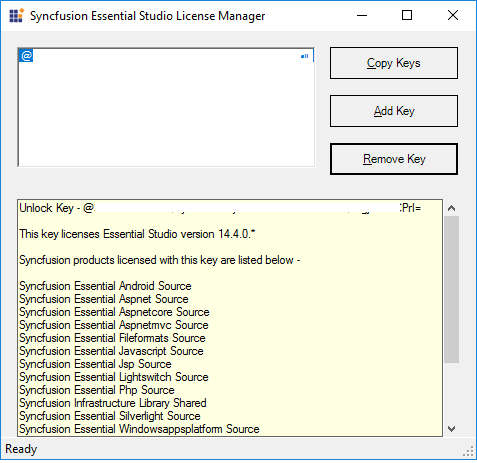 Syncfusion Essential Studio License Manager
@
Copy Keys
Add Key
Remove Key
Unlock Key - @
PrI=
This key licenses Essential Studio version 14.4.0.*
Syncfusion products licensed with this key are listed below -
Syncfusion Essential Android Source
Syncfusion Essential Aspnet Source
Syncfusion Essential Aspnetcore Source
Syncfusion Essential Aspnetmvc Source
Syncfusion Essential Fileformats Source
Syncfusion Essential Javascript Source
Syncfusion Essential Jsp Source
Syncfusion Essential Lightswitch Source
Syncfusion Essential Php Source
Syncfusion Infrastructure Library Shared
Syncfusion Essential Silverlight Source
Syncfusion Essential Windowsappsplatform Source
Ready